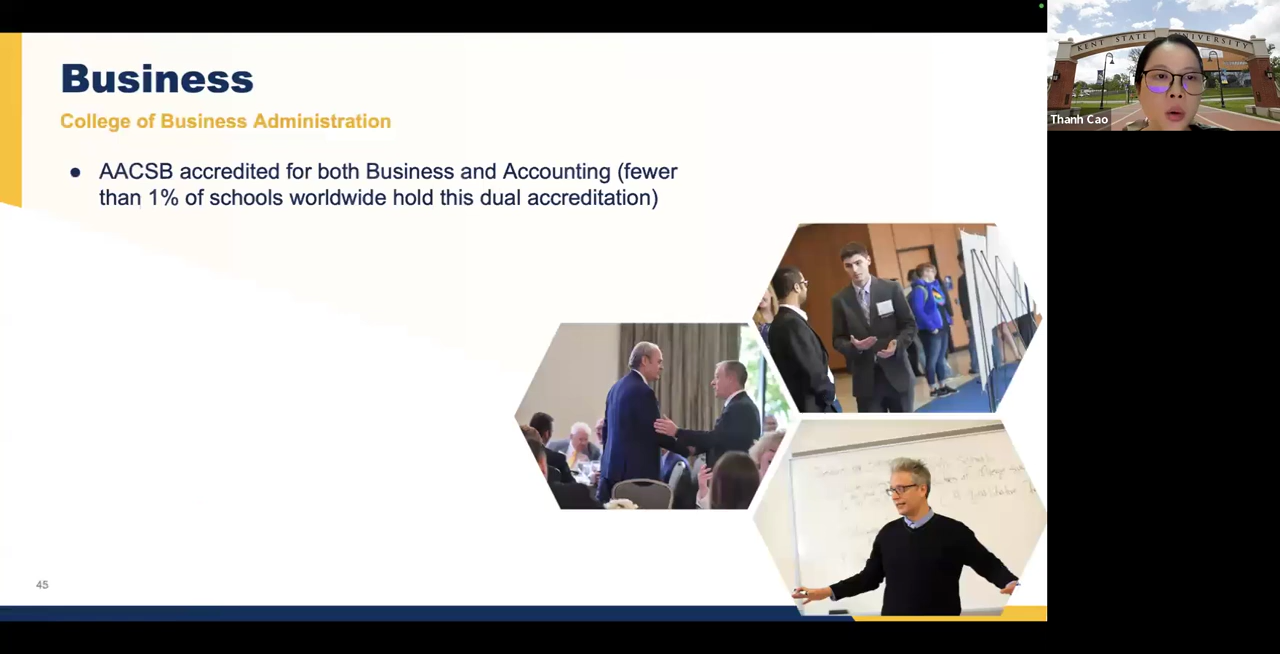 Business
College of Business Administration
● AACSB accredited for both Business and Accounting (fewer
than 1% of schools worldwide hold this dual accreditation)
45
KENT STATE UNIVERSITY
Thanh Cao